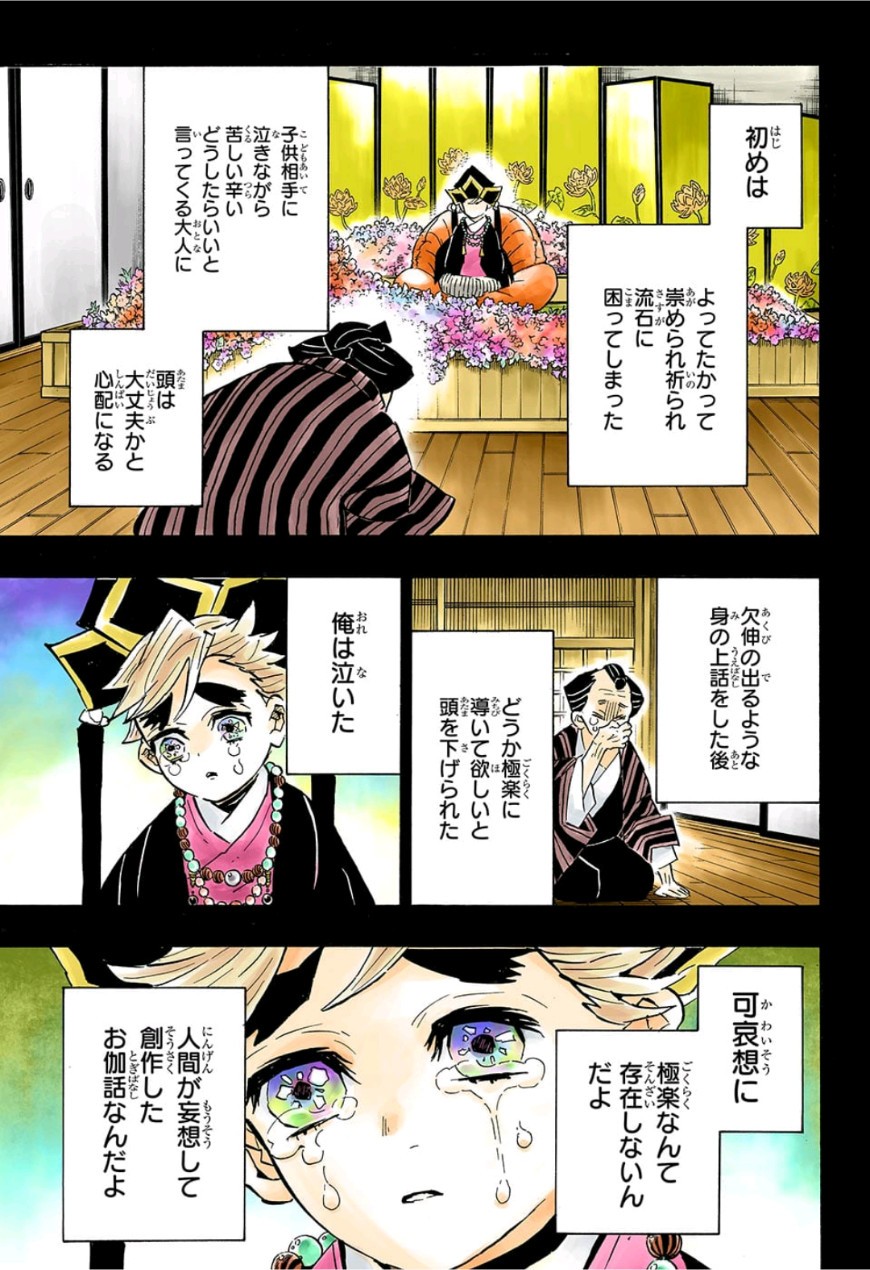 初めは
よってたかって
崇められ祈られ
流石に
困ってしまった
子供相手に
泣きながら
苦しい辛い
どうしたらいいと
言ってくる大人に
頭は
大丈夫かと
心配になる
欠伸の出るような
身の上話をした後
どうか極楽に
導いて欲しいと
頭を下げられた
俺は泣いた
可哀想に
極楽なんて
存在しないん
だよ
人間が妄想して
創作した
お伽話なんだよ